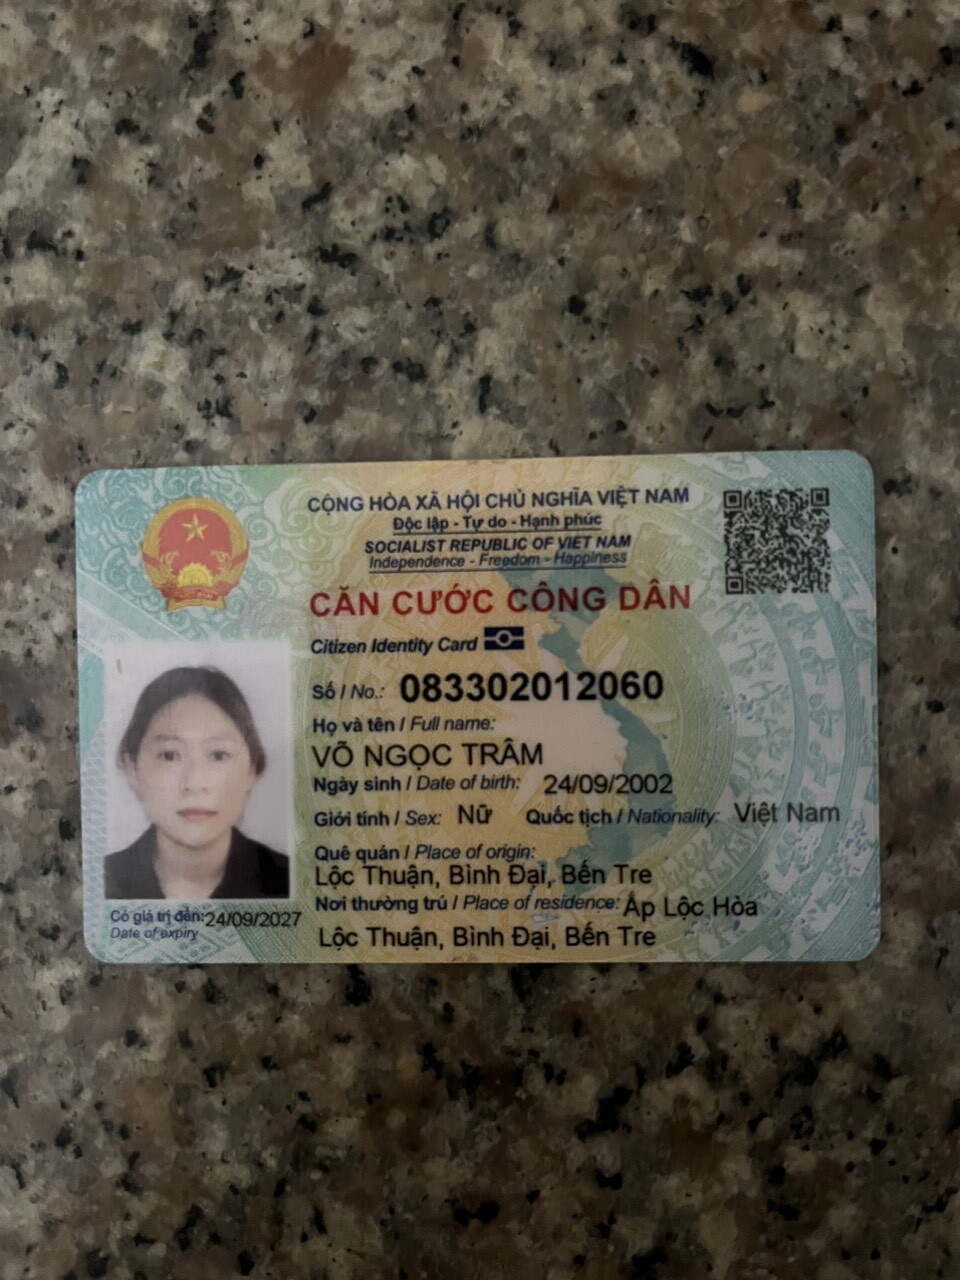 CỘNG HÒA XÃ HỘI CHỦ NGHĨA VIỆT NAM
Độc lập - Tự do - Hạnh phúc
SOCIALIST REPUBLIC OF VIET NAM
Independence - Freedom - Happiness
CĂN CƯỚC CÔNG DÂN
Citizen Identity Card
Số / No.: 083302012060
Họ và tên / Full name:
VÕ NGỌC TRÂM
Ngày sinh / Date of birth: 24/09/2002
Giới tính / Sex: Nữ Quốc tịch / Nationality: Việt Nam
Quê quán / Place of origin:
Lộc Thuận, Bình Đại, Bến Tre
Nơi thường trú / Place of residence: Ấp Lộc Hòa
Lộc Thuận, Bình Đại, Bến Tre
Có giá trị đến: 24/09/2027
Date of expiry